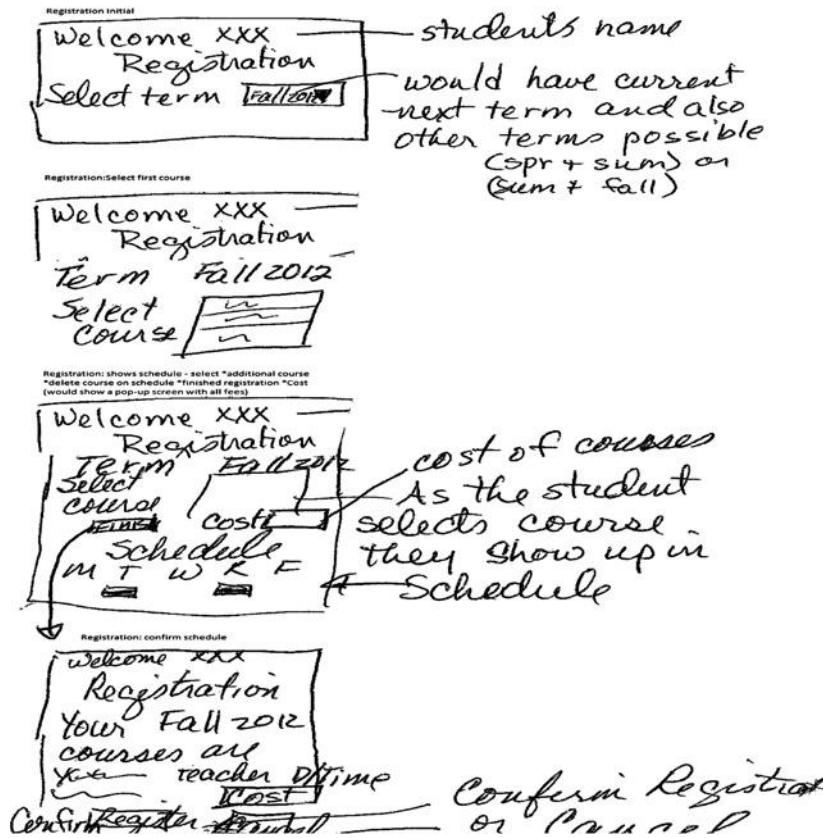 Registration Initial
Welcome XXX
students name
Registration
Select term Fall 2012
would have current
next term and also
other terms possible
(spr + sum) or
(sum + fall)
Registration:Select first course
Welcome XXX
Registration
Term Fall 2012
Select
course
Registration: shows schedule - select *additional course
*delete course on schedule *finished registration *Cost
(would show a pop-up screen with all fees)
Welcome XXX
Registration
Term Fall 2012
Select
course
cost
Schedule
M T W R F
cost of courses
As the student
selects course
they show up in
Schedule
Registration: confirm schedule
Welcome XXX
Registration
Your Fall 2012
courses are
teacher D/Time
Cost
Confirm Register
Confirm Registrat
or Cancel